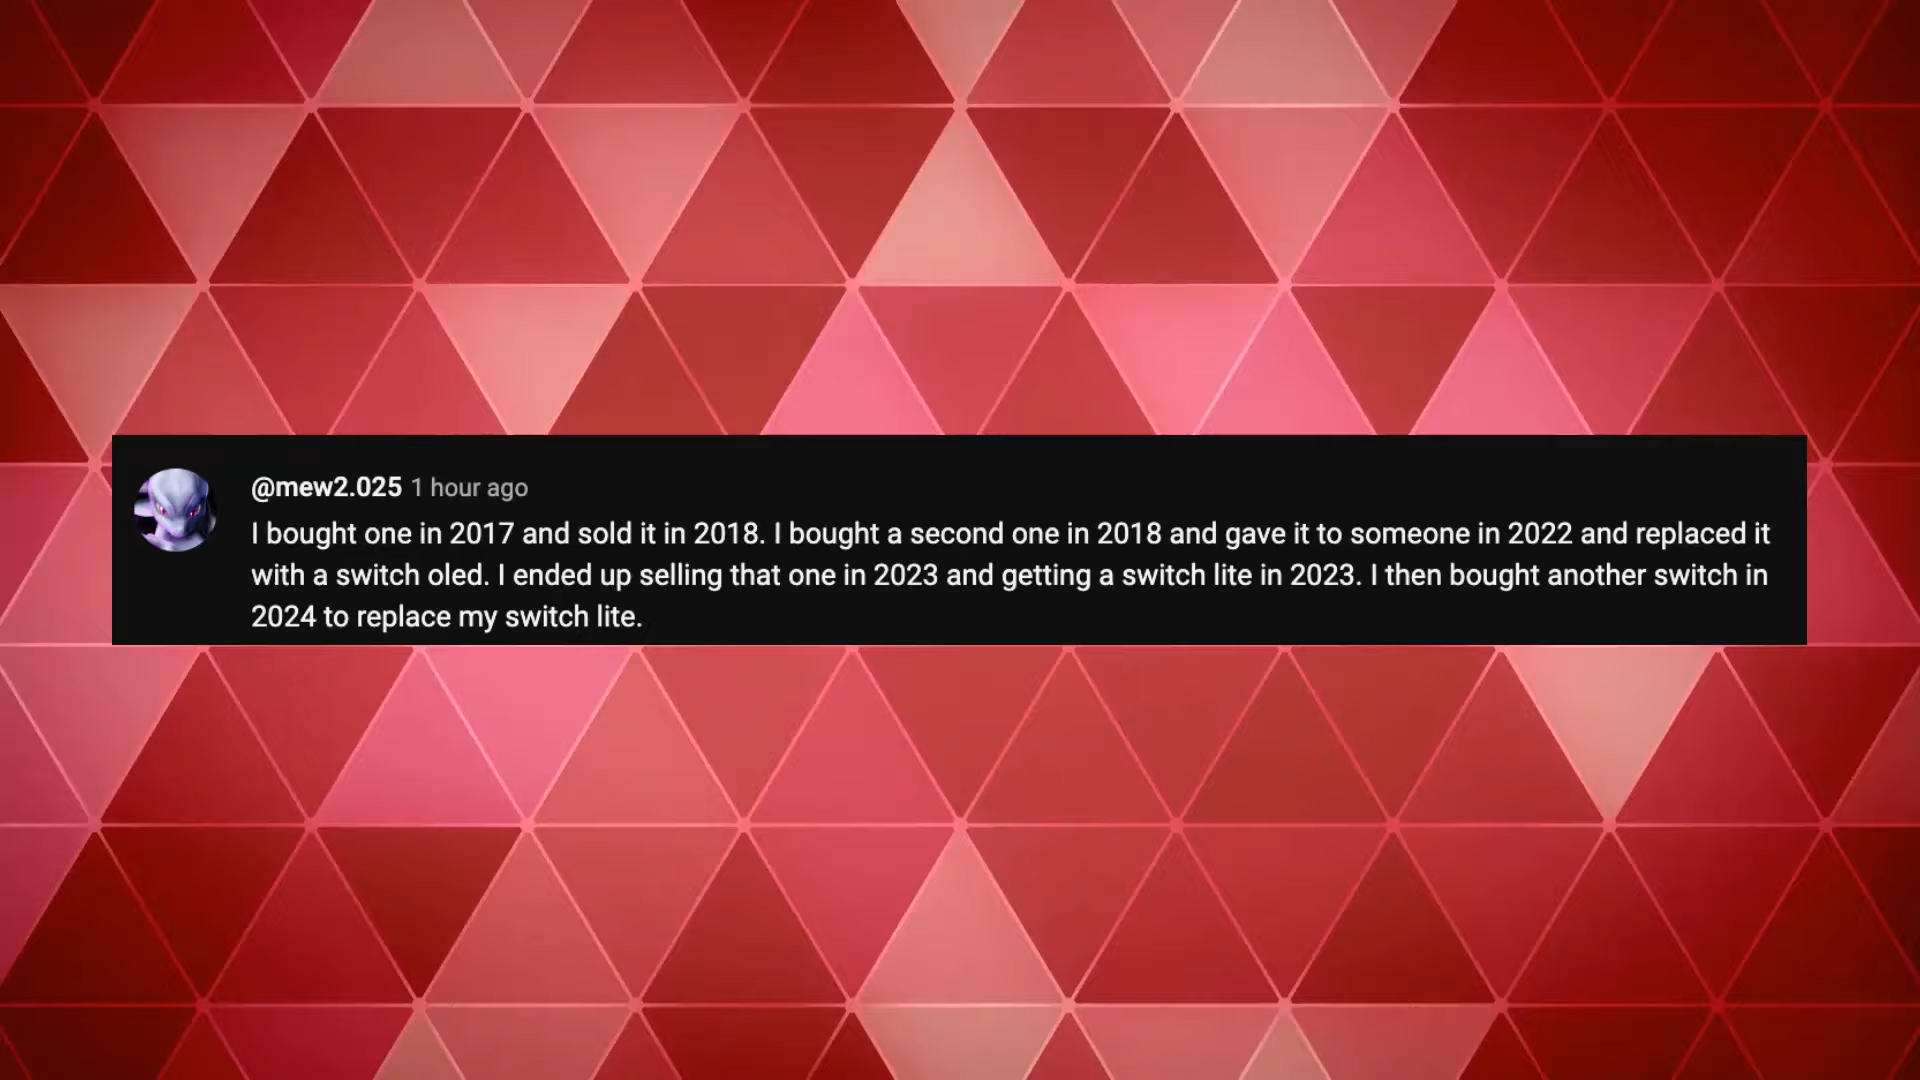 @mew2.025 1 hour ago
I bought one in 2017 and sold it in 2018. I bought a second one in 2018 and gave it to someone in 2022 and replaced it
with a switch oled. I ended up selling that one in 2023 and getting a switch lite in 2023. I then bought another switch in
2024 to replace my switch lite.